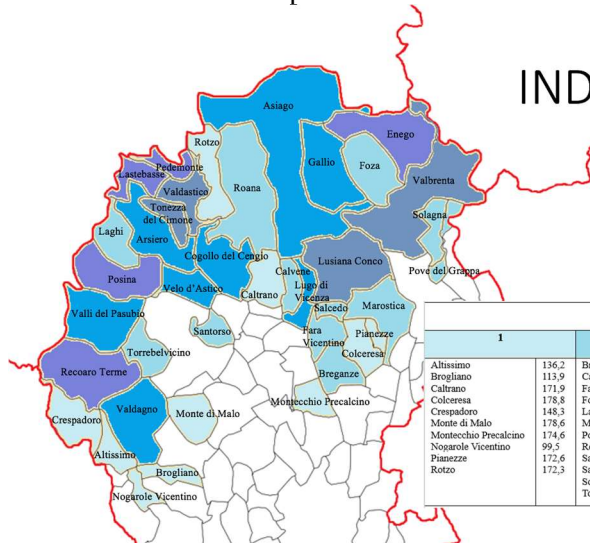 IND
Asiago
Enego
Rotzo
Gallio
Foza
Pedemonte
Lastebasse
Valbrenta
Valdastico
Roana
Tonezza
del Cimone
Solagna
Laghi
Arsiero
Cogollo del Cengio
Lusiana Conco
Calvene
Pove del Grappa
Posina
Velo d'Astico
Caltrano
Lugo di
Vicenza
Marostica
Salcedo
Valli del Pasubio
Santorso
Fara
Vicentino
Pianezze
Torrebelvicino
Colceresa
Recoaro Terme
Breganze
Montecchio Precalcino
Valdagno
Monte di Malo
Crespadoro
Altissimo
Brogliano
Nogarole Vicentino
1
Altissimo 136,2
Brogliano 113,9
Caltrano 171,9
Colceresa 178,8
Crespadoro 148,3
Monte di Malo 178,6
Montecchio Precalcino 174,6
Nogarole Vicentino 99,5
Pianezze 172,6
Rotzo 172,3